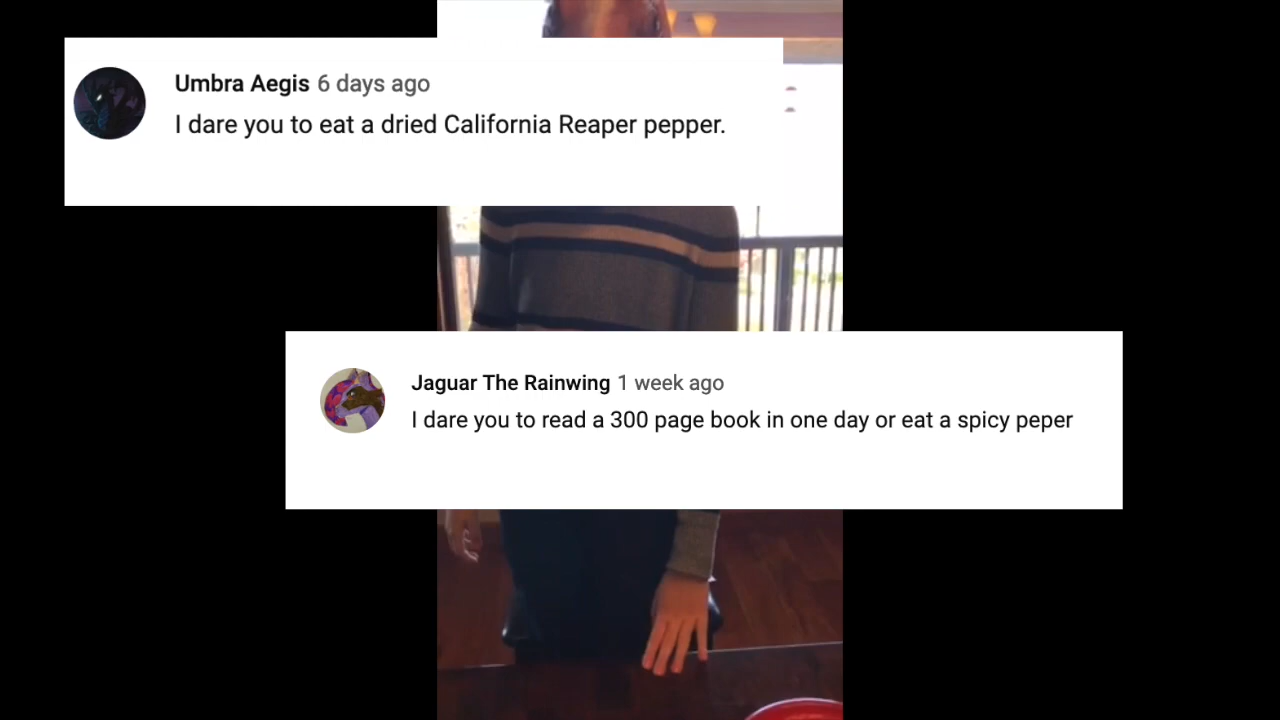 Umbra Aegis 6 days ago
I dare you to eat a dried California Reaper pepper.
Jaguar The Rainwing 1 week ago
I dare you to read a 300 page book in one day or eat a spicy peper